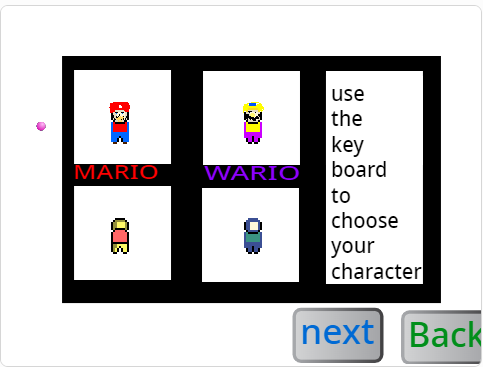 MARIO
WARIO
use
the
key
board
to
choose
your
character
next
Back